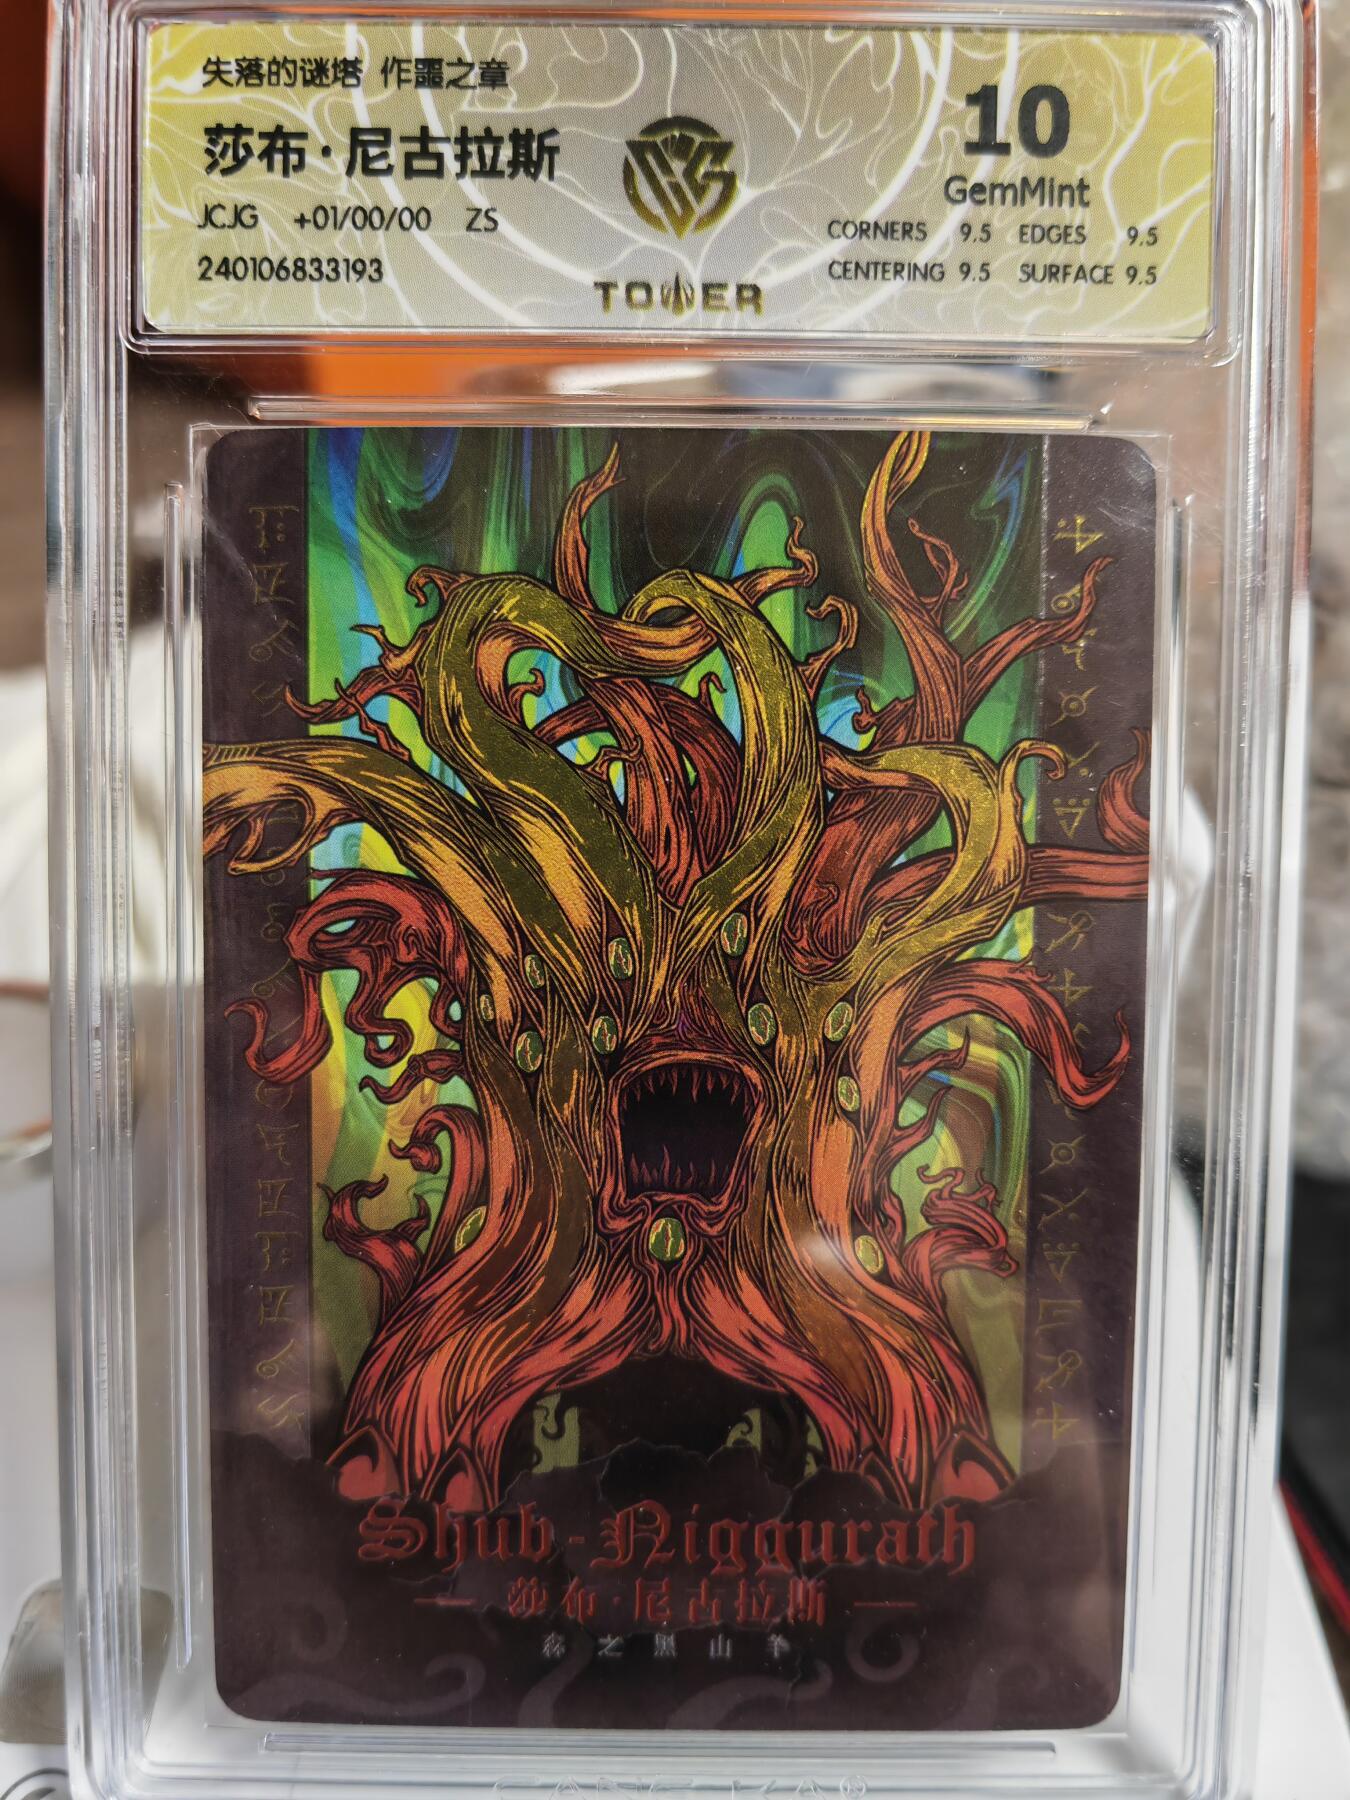 失落的谜塔 作噩之章
莎布·尼古拉斯
JCJG +01/00/00 ZS
240106833193
TOWER
10
GemMint
CORNERS 9.5 EDGES 9.5
CENTERING 9.5 SURFACE 9.5
Shub-Niggurath
莎布·尼古拉斯
森之黑山羊